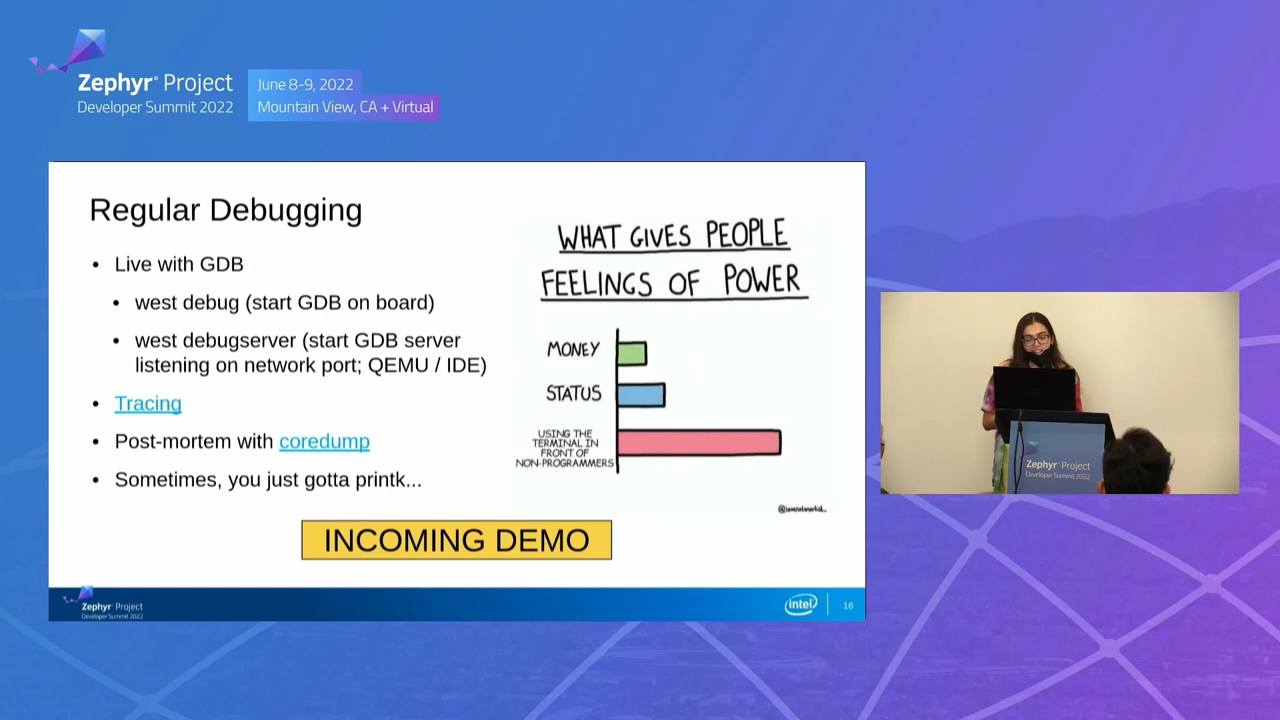 Zephyr® Project
Developer Summit 2022
June 8-9, 2022
Mountain View, CA + Virtual
Regular Debugging
• Live with GDB
• west debug (start GDB on board)
• west debugserver (start GDB server
listening on network port; QEMU / IDE)
• Tracing
• Post-mortem with coredump
• Sometimes, you just gotta printk...
WHAT GIVES PEOPLE
FEELINGS OF POWER
MONEY
STATUS
USING THE
TERMINAL IN
FRONT OF
NON-PROGRAMMERS
INCOMING DEMO
Zephyr® Project
Developer Summit 2022
intel
16
Zephyr® Project
Developer Summit 2022